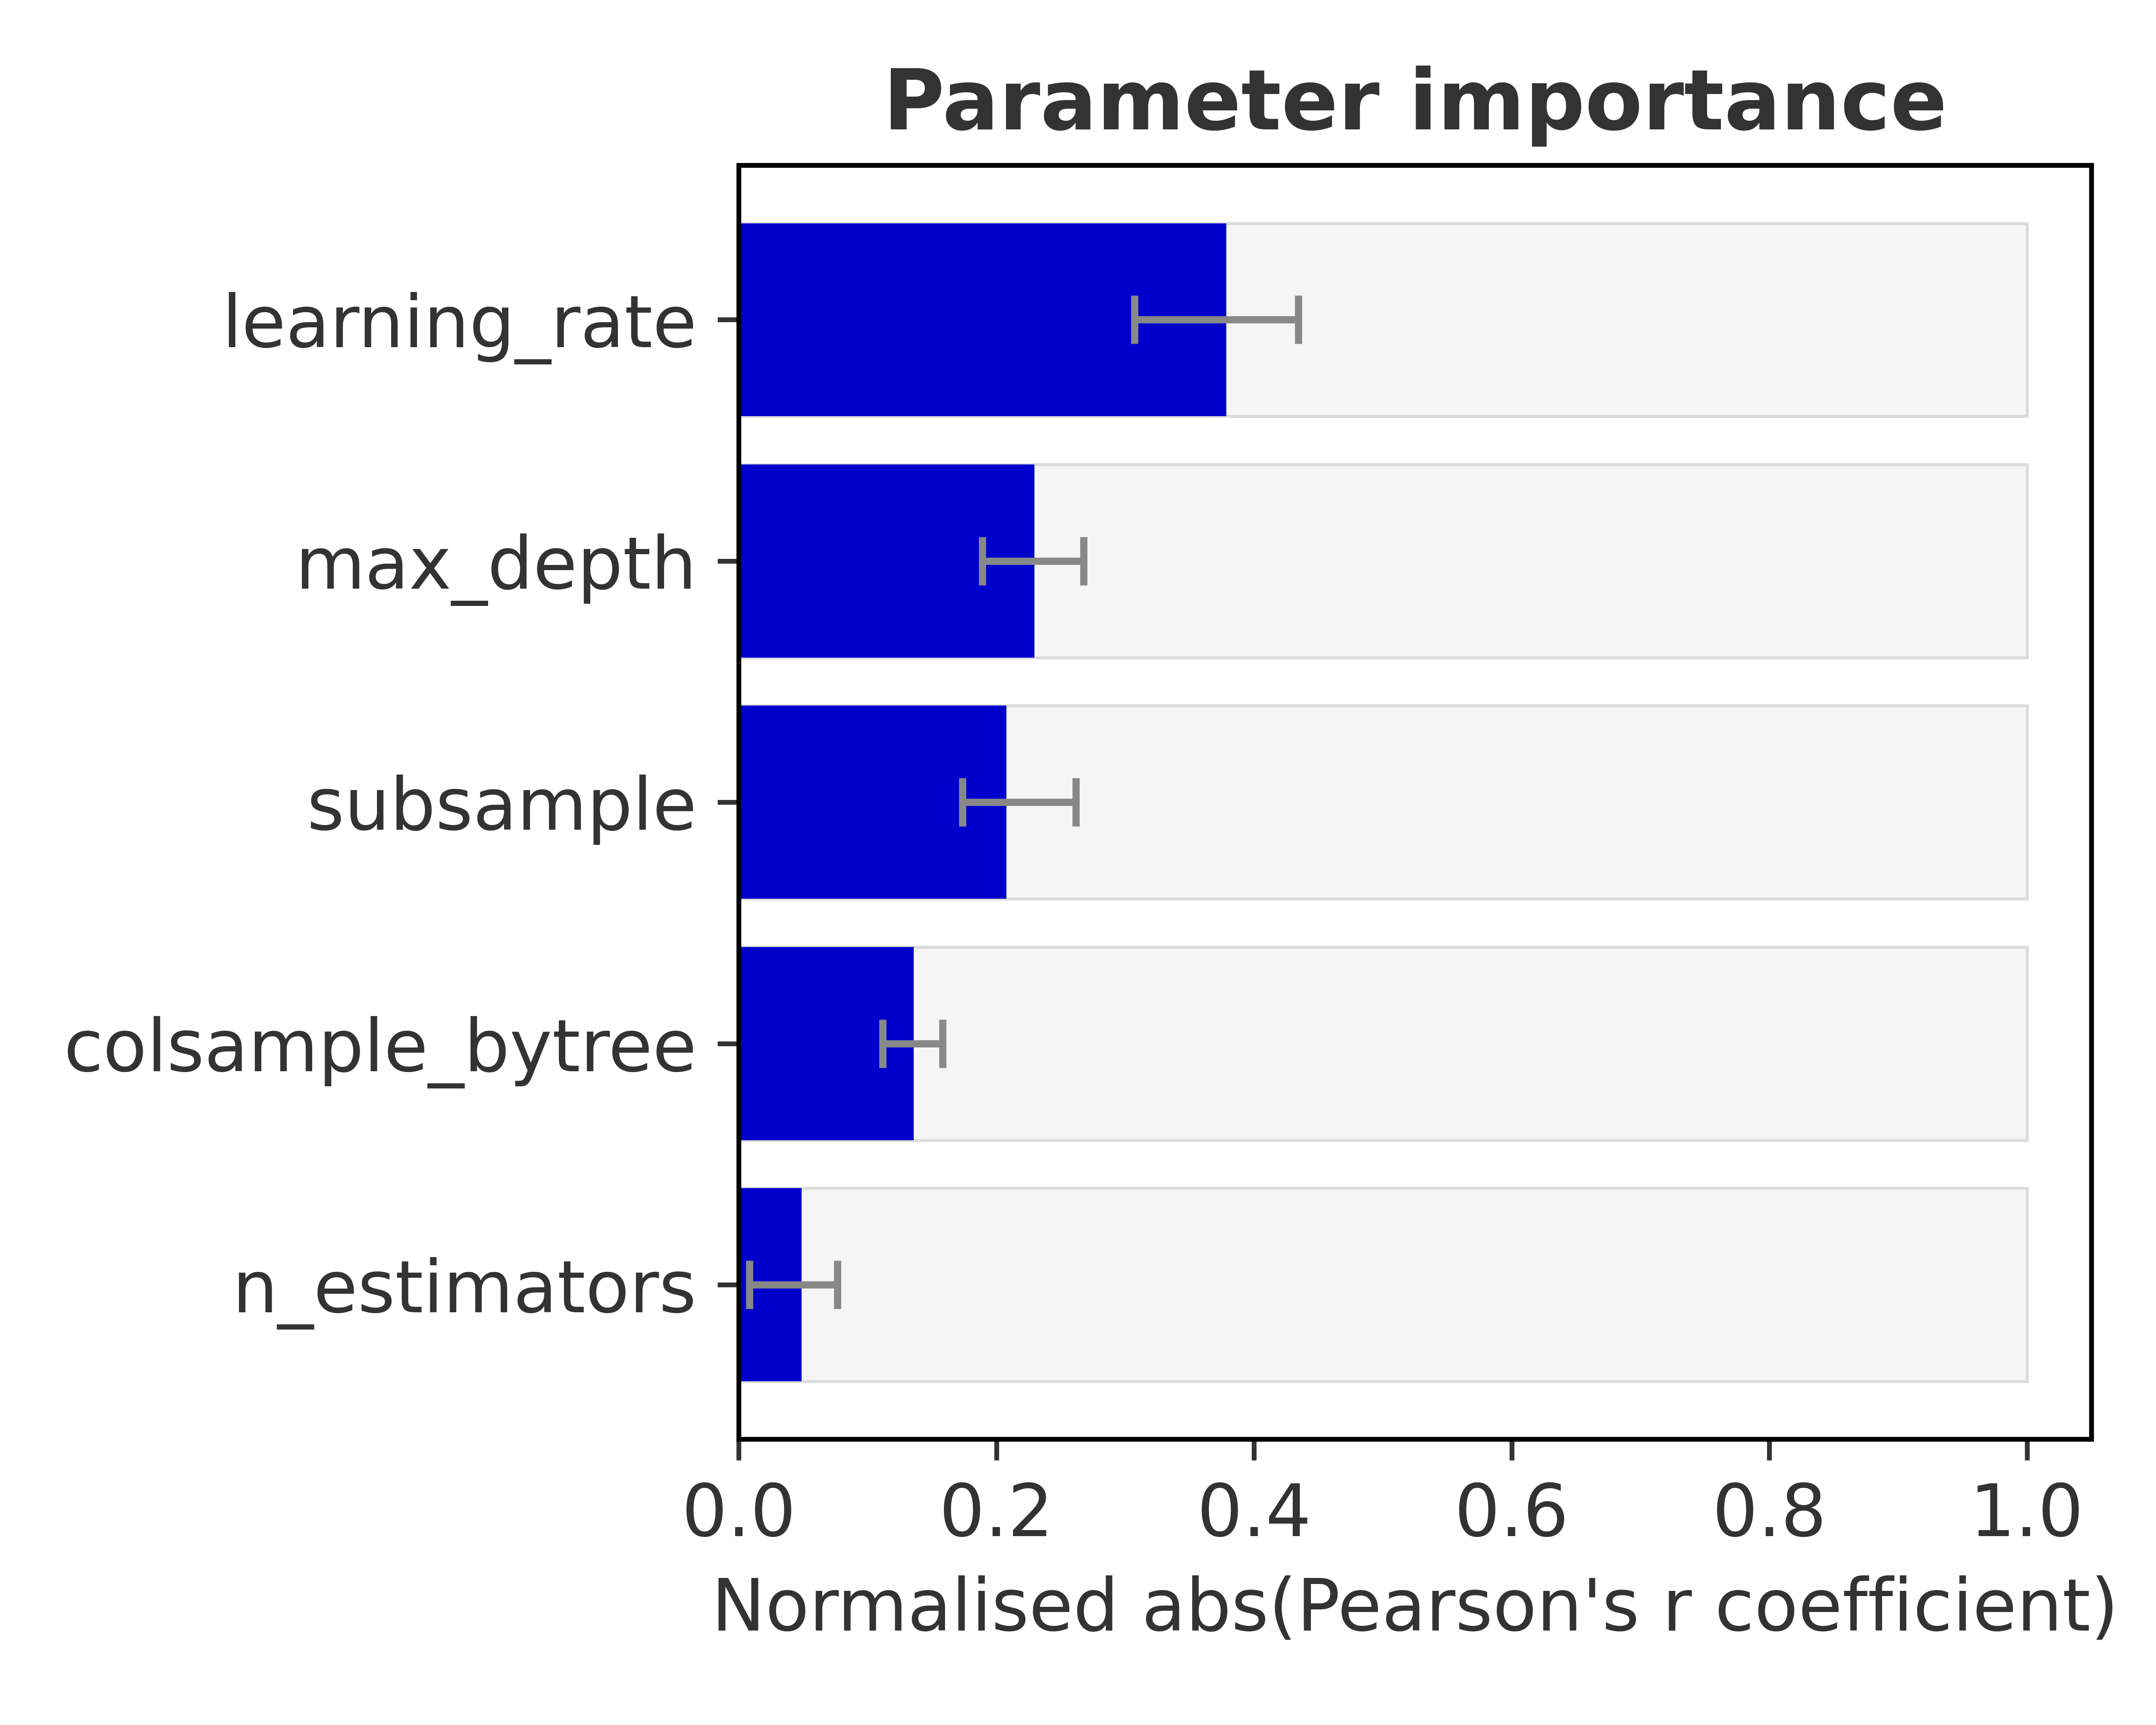 Parameter importance
learning_rate
max_depth
subsample
colsample_bytree
n_estimators
0.0 0.2 0.4 0.6 0.8 1.0
Normalised abs(Pearson's r coefficient)